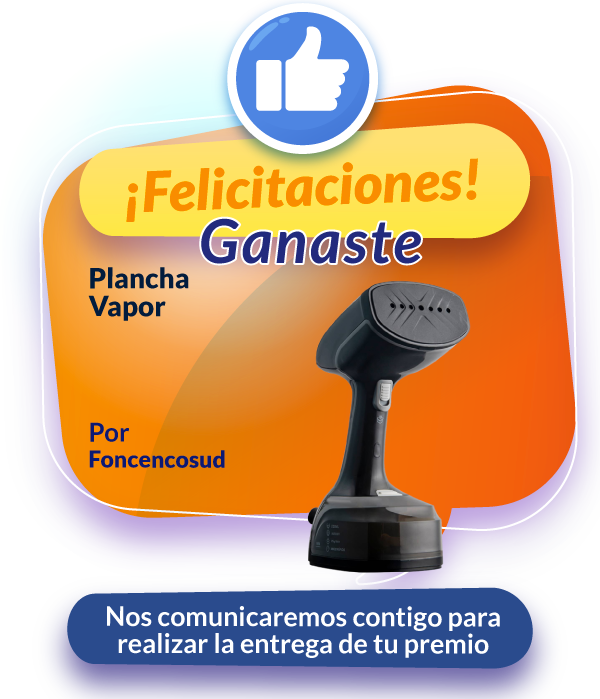 ¡Felicitaciones!
Ganaste
Plancha
Vapor
Por
Foncencosud
Nos comunicaremos contigo para
realizar la entrega de tu premio